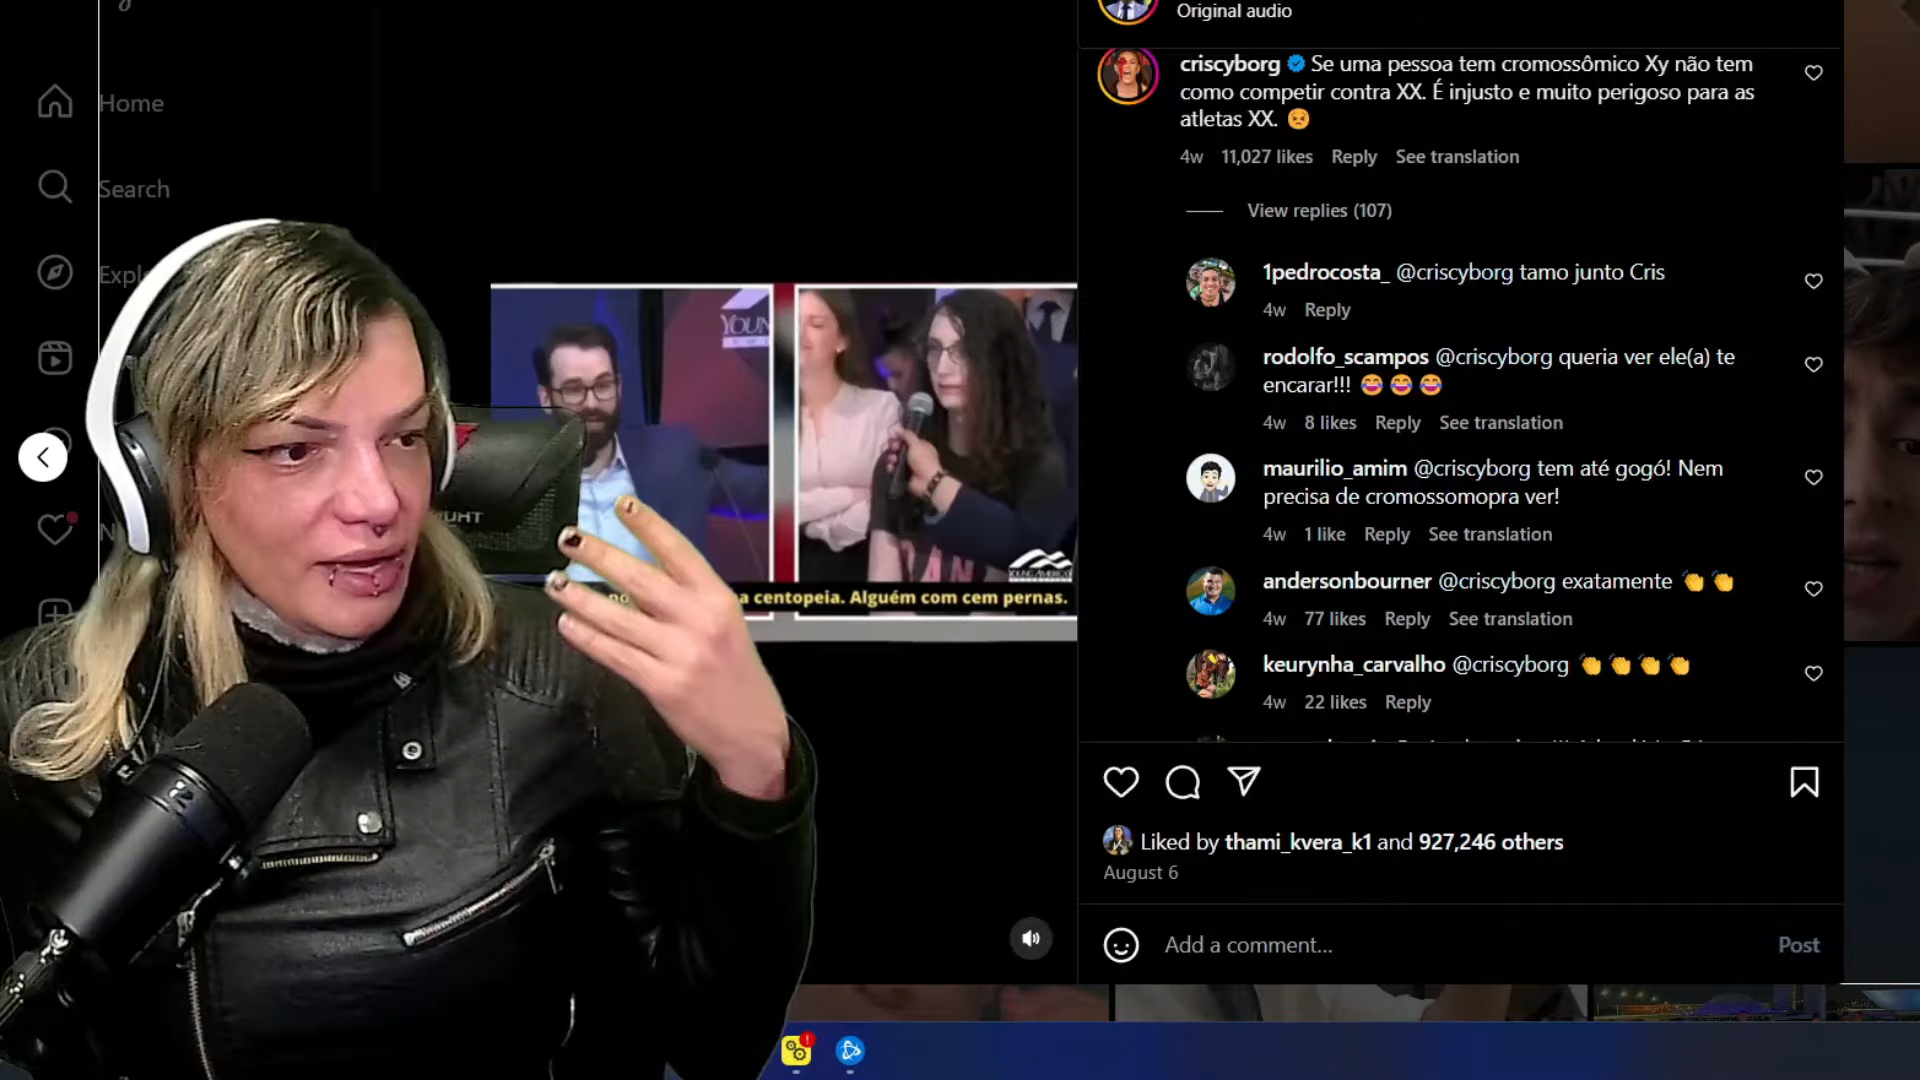 Home
Search
Expl
N
YOUN
UHT
a centopeia. Alguém com cem pernas.
Original audio
criscyborg Se uma pessoa tem cromossômico Xy não tem
como competir contra XX. É injusto e muito perigoso para as
atletas XX. 😣
4w 11,027 likes Reply See translation
View replies (107)
1pedrocosta_ @criscyborg tamo junto Cris
4w Reply
rodolfo_scampos @criscyborg queria ver ele(a) te
encarar!!! 😂 😂 😂
4w 8 likes Reply See translation
maurilio_amim @criscyborg tem até gogó! Nem
precisa de cromossomopra ver!
4w 1 like Reply See translation
andersonbourner @criscyborg exatamente 👏 👏
4w 77 likes Reply See translation
keurynha_carvalho @criscyborg 👏 👏 👏 👏
4w 22 likes Reply
Liked by thami_kvera_k1 and 927,246 others
August 6
Add a comment...
Post